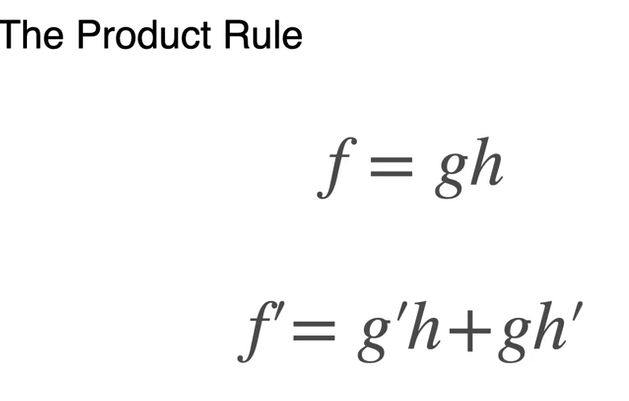 The Product Rule
f = gh
f′= g′h+gh′